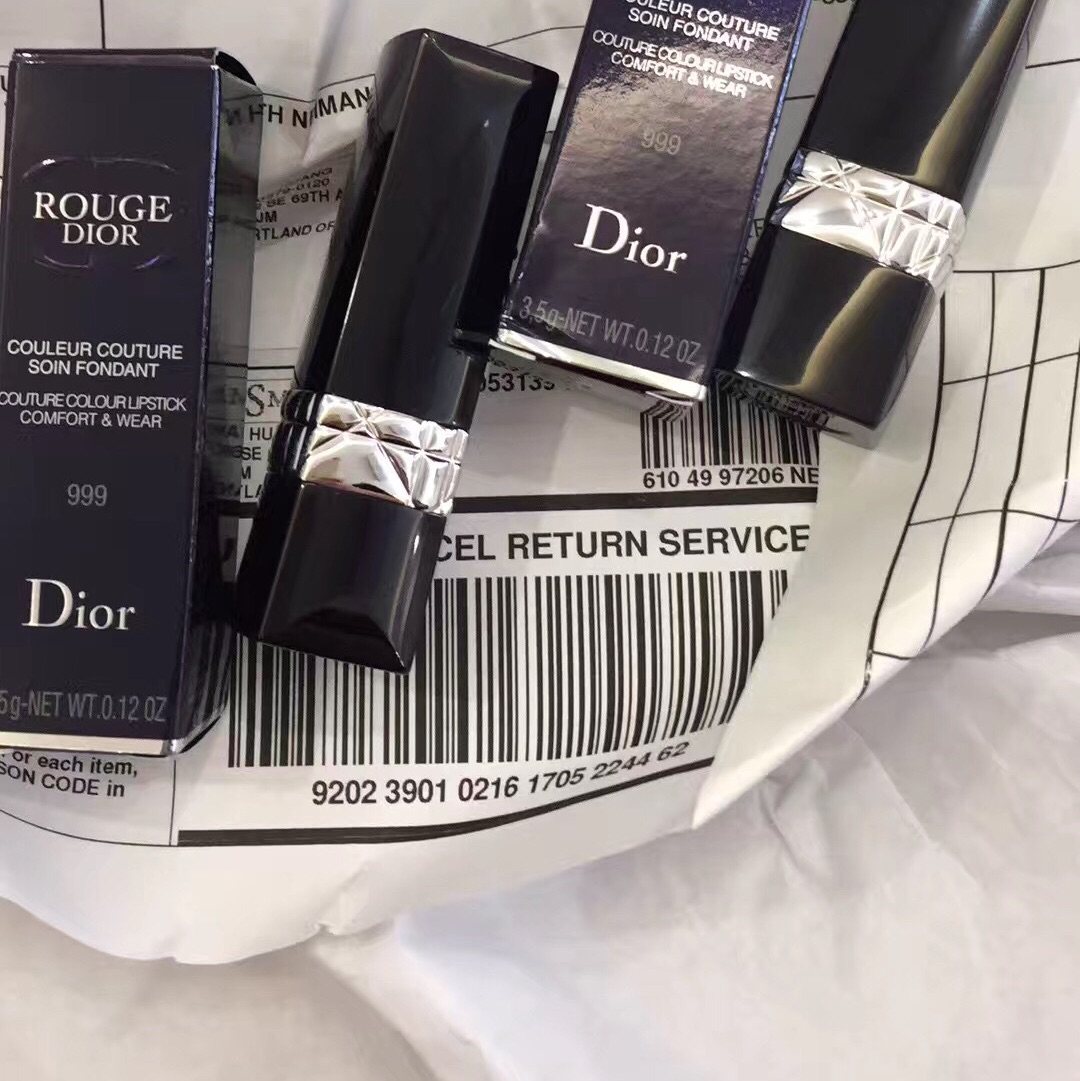 ROUGE
DIOR
COULEUR COUTURE
SOIN FONDANT
COUTURE COLOUR LIPSTICK
COMFORT & WEAR
999
Dior
5g-NET WT.0.12 OZ
COULEUR COUTURE
SOIN FONDANT
COUTURE COLOUR LIPSTICK
COMFORT & WEAR
999
Dior
3,5g-NET WT.0.12 OZ
69TH
610 49 97206 NE
CEL RETURN SERVICE
9202 3901 0216 1705 2244 62
or each item,
SON CODE in